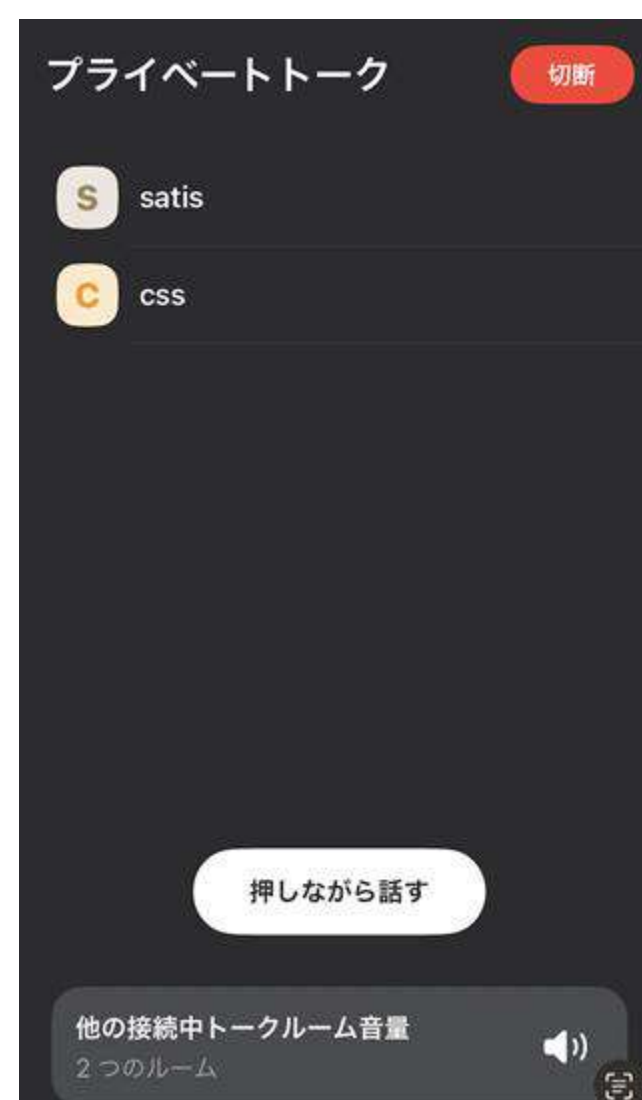 プライベートトーク
切断
S
satis
C
css
押しながら話す
他の接続中トークルーム音量
2 つのルーム